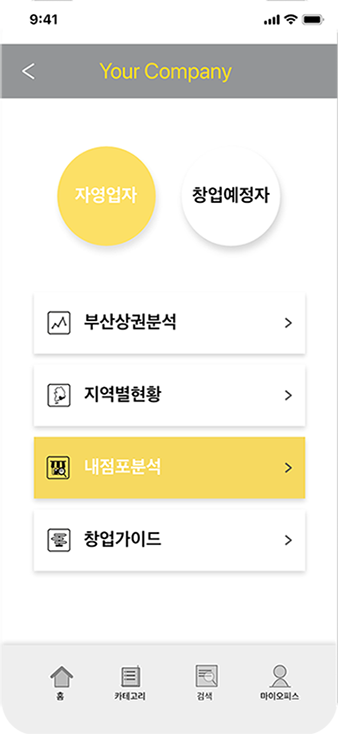 9:41
Your Company
자영업자
창업예정자
부산상권분석
지역별현황
내점포분석
창업가이드
홈
카테고리
검색
마이오피스